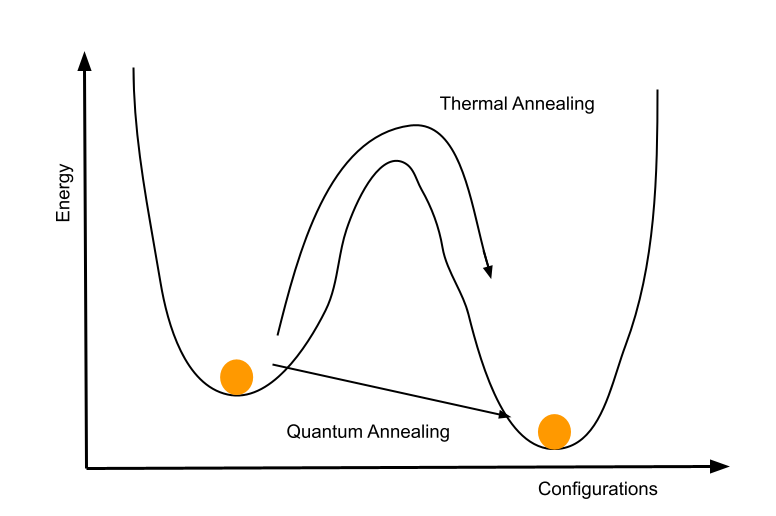 Thermal Annealing
Energy
Quantum Annealing
Configurations